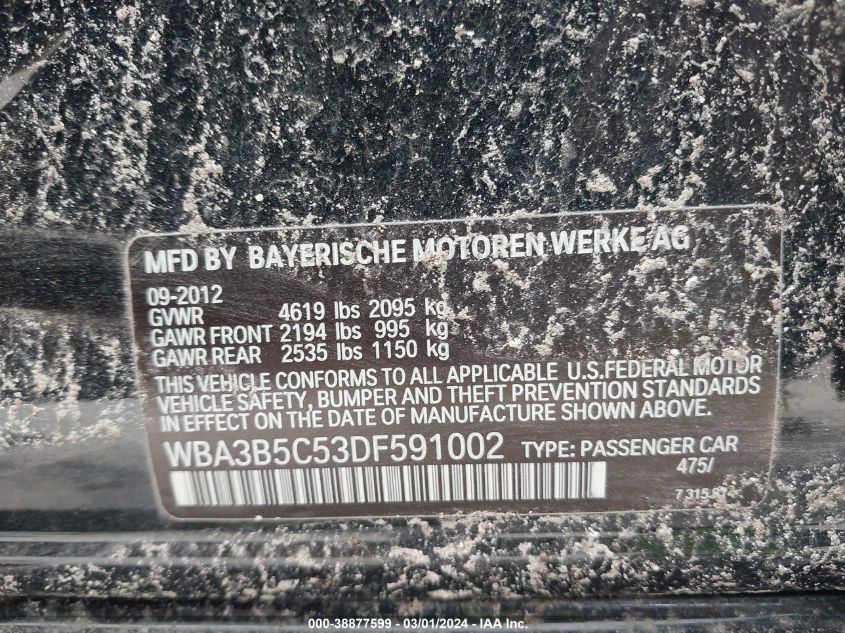 MFD BY BAYERISCHE MOTOREN WERKE AG
09-2012
GVWR 4619 lbs 2095 kg
GAWR FRONT 2194 lbs 995 kg
GAWR REAR 2535 lbs 1150 kg
THIS VEHICLE CONFORMS TO ALL APPLICABLE U.S.FEDERAL MOTOR
VEHICLE SAFETY, BUMPER AND THEFT PREVENTION STANDARDS
IN EFFECT ON THE DATE OF MANUFACTURE SHOWN ABOVE.
WBA3B5C53DF591002 TYPE: PASSENGER CAR
475/
000-38877599 - 03/01/2024 - IAA Inc.